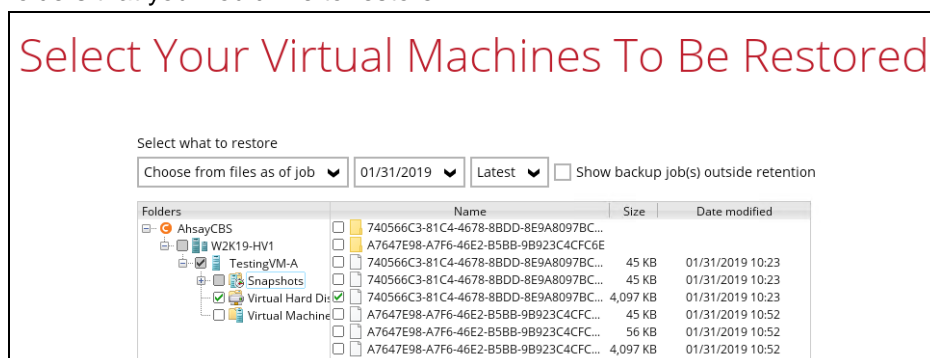 Select Your Virtual Machines To Be Restored
Select what to restore
Choose from files as of job 01/31/2019 Latest Show backup job(s) outside retention
Folders Name Size Date modified
AhsayCBS 740566C3-81C4-4678-8BDD-8E9A8097BC...
W2K19-HV1 A7647E98-A7F6-46E2-B5BB-9B923C4CFC6E
TestingVM-A 740566C3-81C4-4678-8BDD-8E9A8097BC... 45 KB 01/31/2019 10:23
Snapshots 740566C3-81C4-4678-8BDD-8E9A8097BC... 45 KB 01/31/2019 10:23
Virtual Hard Dis 740566C3-81C4-4678-8BDD-8E9A8097BC... 4,097 KB 01/31/2019 10:23
Virtual Machine A7647E98-A7F6-46E2-B5BB-9B923C4CFC... 45 KB 01/31/2019 10:52
A7647E98-A7F6-46E2-B5BB-9B923C4CFC... 56 KB 01/31/2019 10:52
A7647E98-A7F6-46E2-B5BB-9B923C4CFC... 4,097 KB 01/31/2019 10:52